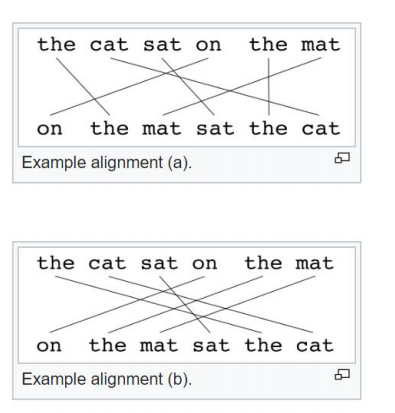 the cat sat on the mat
on the mat sat the cat
Example alignment (a).
the cat sat on the mat
on the mat sat the cat
Example alignment (b).